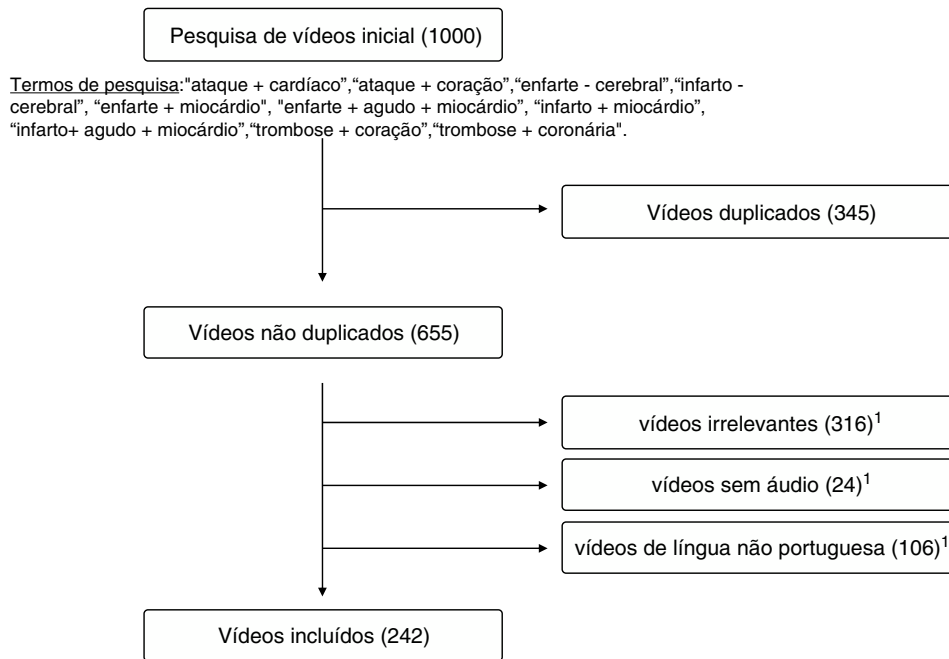 Pesquisa de vídeos inicial (1000)
Termos de pesquisa:"ataque + cardíaco”,“ataque + coração”,“enfarte - cerebral”,“infarto -
cerebral”, “enfarte + miocárdio", "enfarte + agudo + miocárdio”, “infarto + miocárdio”,
“infarto+ agudo + miocárdio”,“trombose + coração”,“trombose + coronária".
Vídeos duplicados (345)
Vídeos não duplicados (655)
vídeos irrelevantes (316)1
vídeos sem áudio (24)1
vídeos de língua não portuguesa (106)1
Vídeos incluídos (242)